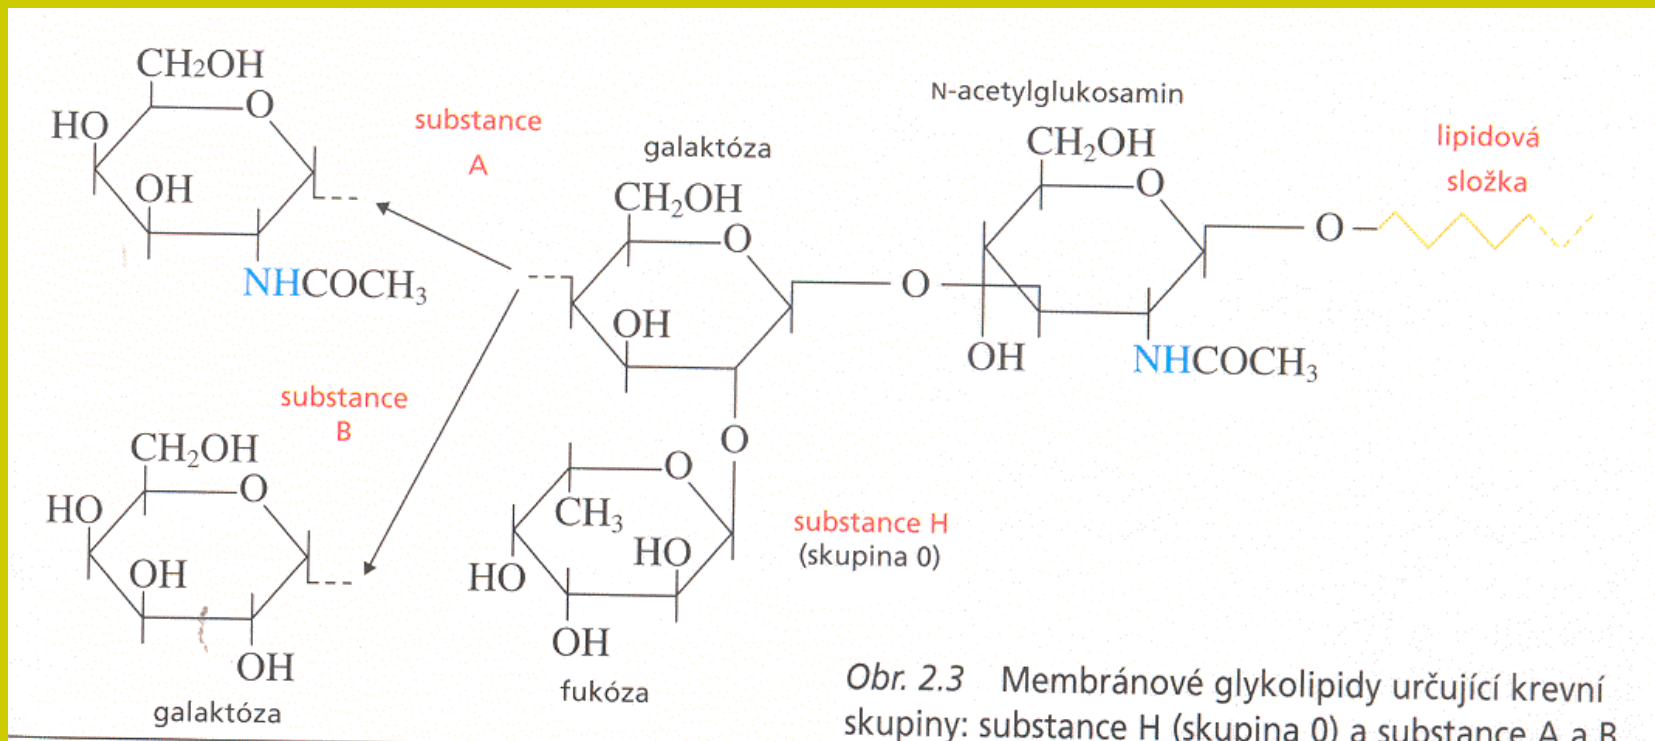 CH₂OH
O
HO
OH
NHCOCH₃
substance
A
galaktóza
CH₂OH
O
OH
O
N-acetylglukosamin
CH₂OH
O
OH
NHCOCH₃
O
lipidová
složka
substance
B
CH₂OH
O
HO
OH
OH
galaktóza
O
O
CH₃
HO
HO
OH
fukóza
substance H
(skupina 0)
Obr. 2.3 Membránové glykolipidy určující krevní
skupiny: substance H (skupina 0) a substance A a B